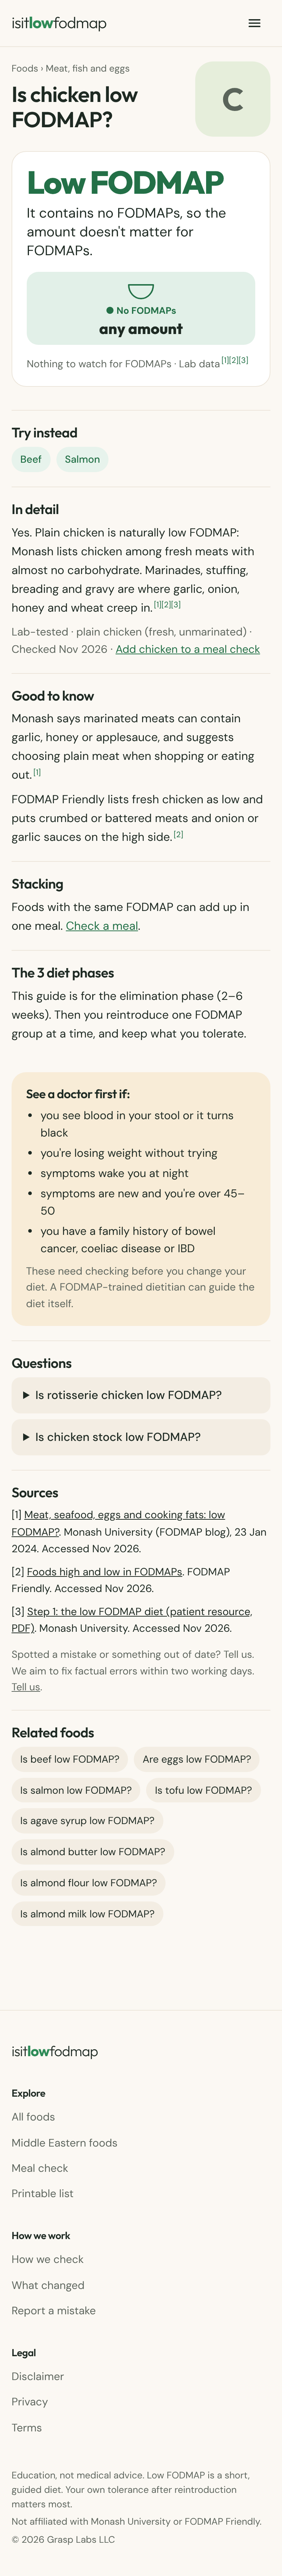 isitlowfodmap
Foods › Meat, fish and eggs
Is chicken low
FODMAP?
C
Low FODMAP
It contains no FODMAPs, so the
amount doesn't matter for
FODMAPs.
No FODMAPs
any amount
Nothing to watch for FODMAPs · Lab data [1][2][3]
Try instead
Beef
Salmon
In detail
Yes. Plain chicken is naturally low FODMAP:
Monash lists chicken among fresh meats with
almost no carbohydrate. Marinades, stuffing,
breading and gravy are where garlic, onion,
honey and wheat creep in. [1][2][3]
Lab-tested · plain chicken (fresh, unmarinated) ·
Checked Nov 2026 · Add chicken to a meal check
Good to know
Monash says marinated meats can contain
garlic, honey or applesauce, and suggests
choosing plain meat when shopping or eating
out. [1]
FODMAP Friendly lists fresh chicken as low and
puts crumbed or battered meats and onion or
garlic sauces on the high side. [2]
Stacking
Foods with the same FODMAP can add up in
one meal. Check a meal.
The 3 diet phases
This guide is for the elimination phase (2–6
weeks). Then you reintroduce one FODMAP
group at a time, and keep what you tolerate.
See a doctor first if:
• you see blood in your stool or it turns
black
• you're losing weight without trying
• symptoms wake you at night
• symptoms are new and you're over 45–
50
• you have a family history of bowel
cancer, coeliac disease or IBD
These need checking before you change your
diet. A FODMAP-trained dietitian can guide the
diet itself.
Questions
▶ Is rotisserie chicken low FODMAP?
▶ Is chicken stock low FODMAP?
Sources
[1] Meat, seafood, eggs and cooking fats: low
FODMAP?. Monash University (FODMAP blog), 23 Jan
2024. Accessed Nov 2026.
[2] Foods high and low in FODMAPs. FODMAP
Friendly. Accessed Nov 2026.
[3] Step 1: the low FODMAP diet (patient resource,
PDF). Monash University. Accessed Nov 2026.
Spotted a mistake or something out of date? Tell us.
We aim to fix factual errors within two working days.
Tell us.
Related foods
Is beef low FODMAP?
Are eggs low FODMAP?
Is salmon low FODMAP?
Is tofu low FODMAP?
Is agave syrup low FODMAP?
Is almond butter low FODMAP?
Is almond flour low FODMAP?
Is almond milk low FODMAP?
isitlowfodmap
Explore
All foods
Middle Eastern foods
Meal check
Printable list
How we work
How we check
What changed
Report a mistake
Legal
Disclaimer
Privacy
Terms
Education, not medical advice. Low FODMAP is a short,
guided diet. Your own tolerance after reintroduction
matters most.
Not affiliated with Monash University or FODMAP Friendly.
© 2026 Grasp Labs LLC